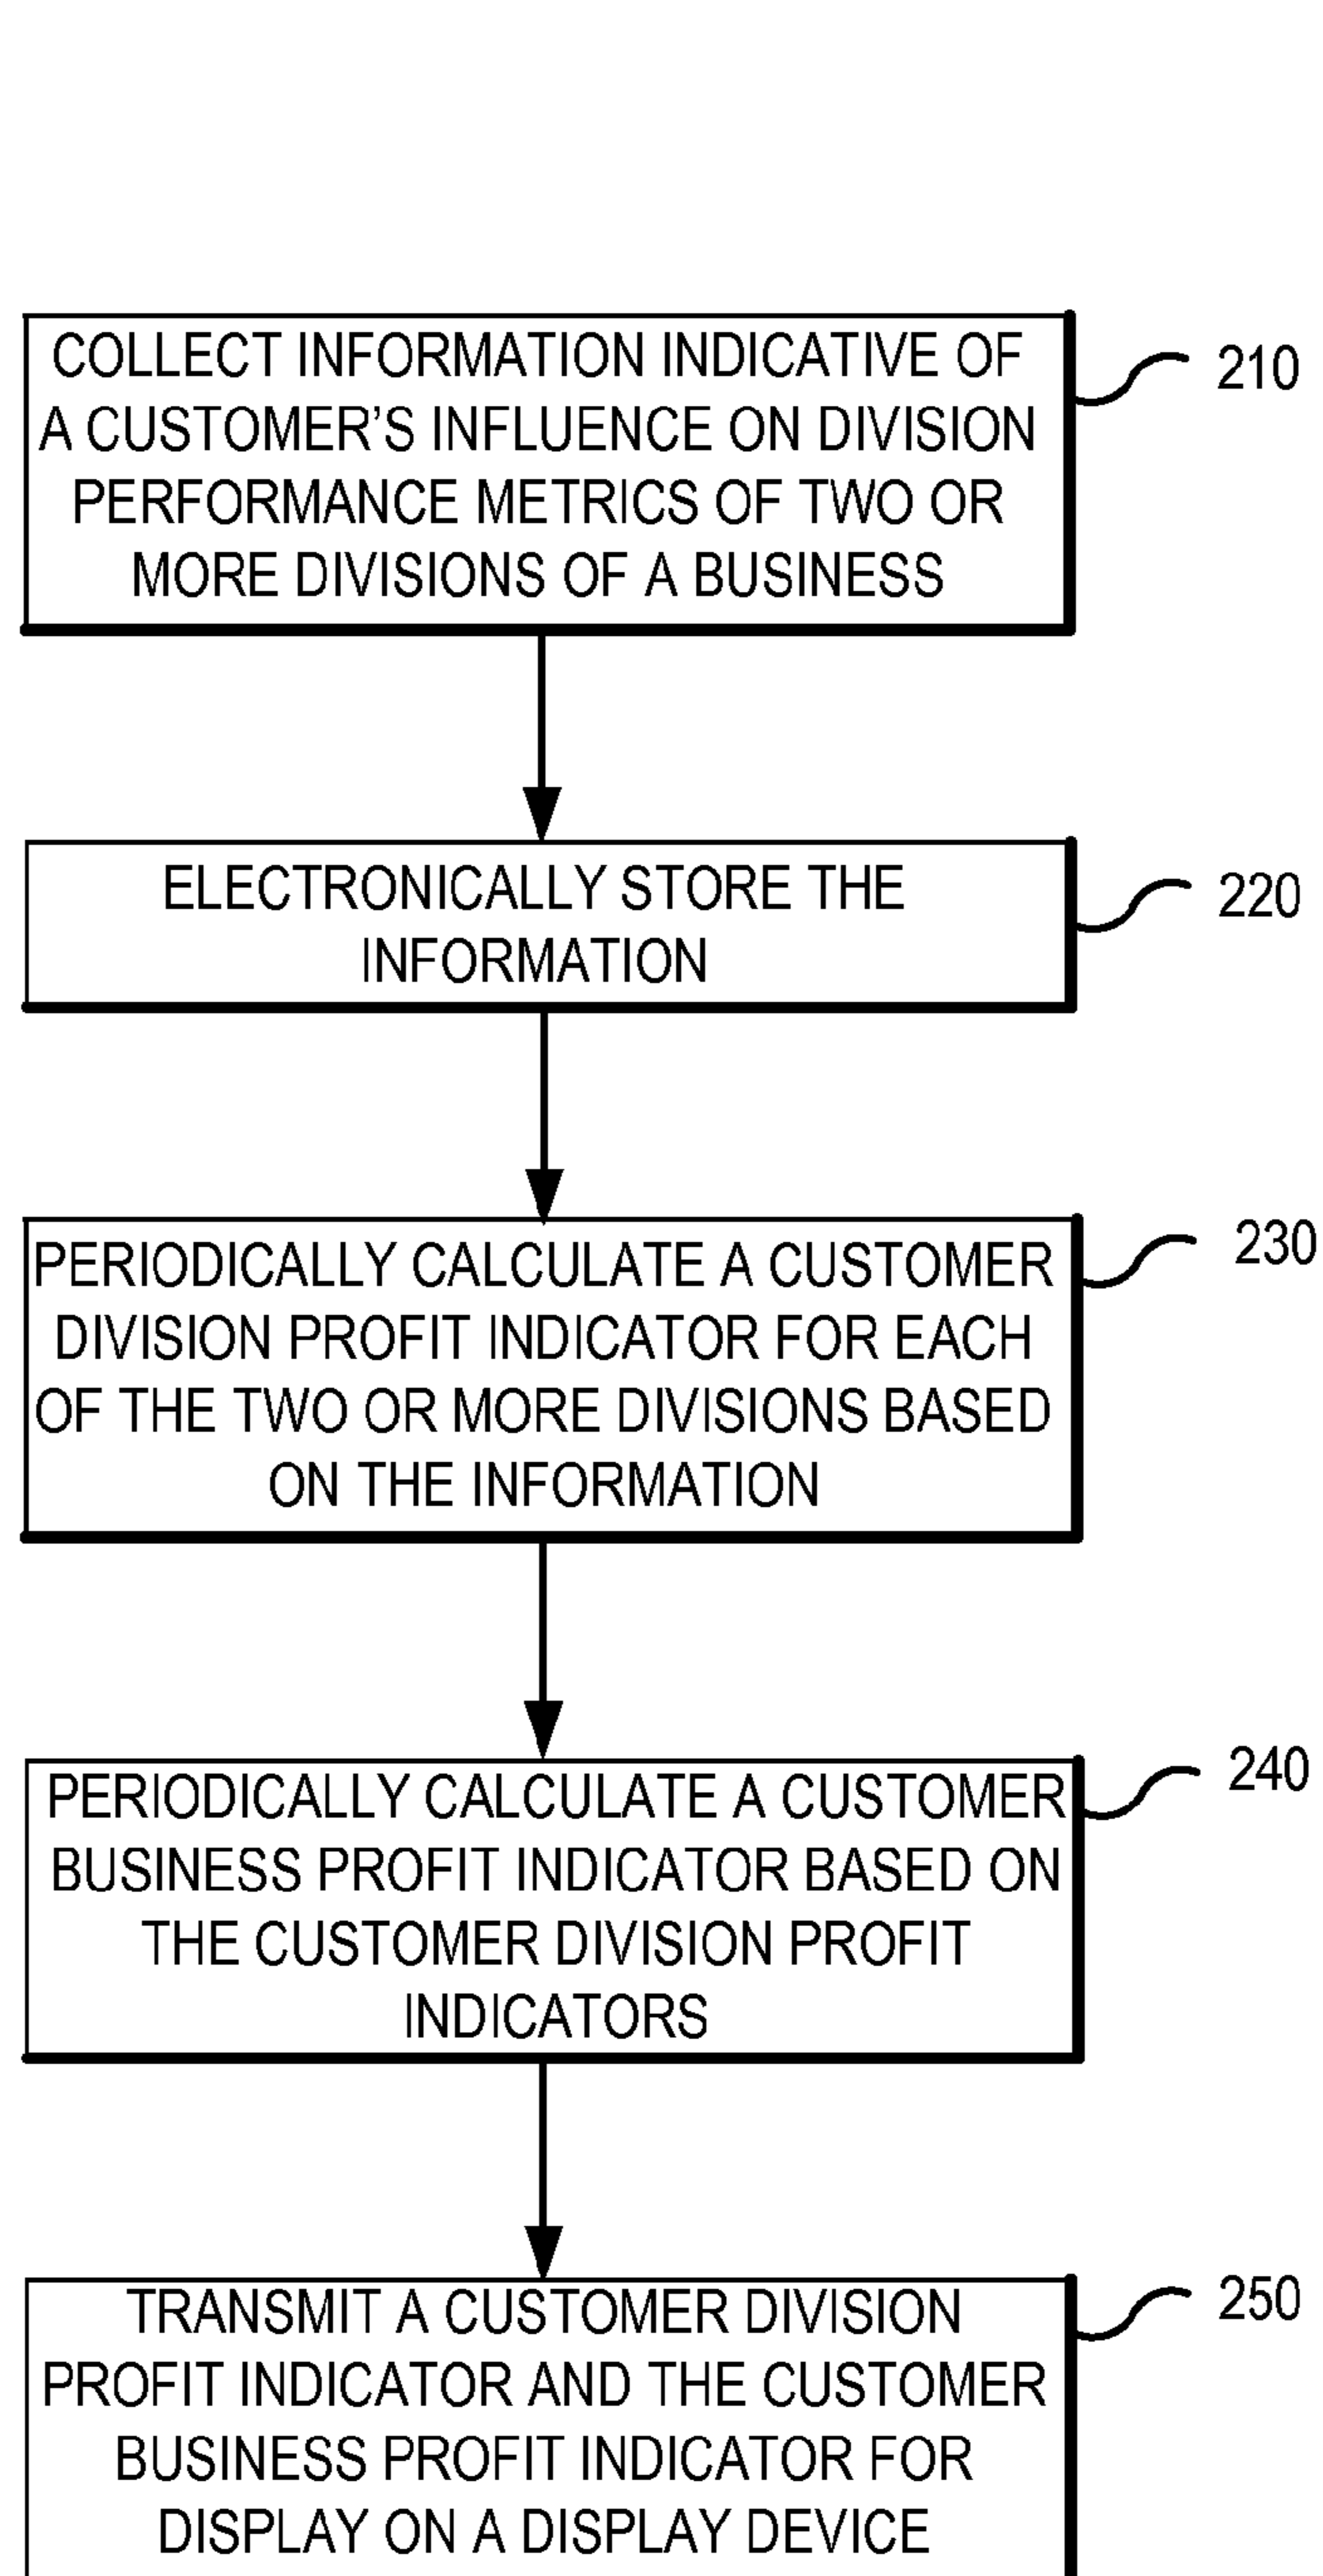 COLLECT INFORMATION INDICATIVE OF
A CUSTOMER'S INFLUENCE ON DIVISION
PERFORMANCE METRICS OF TWO OR
MORE DIVISIONS OF A BUSINESS
210
ELECTRONICALLY STORE THE
INFORMATION
220
PERIODICALLY CALCULATE A CUSTOMER
DIVISION PROFIT INDICATOR FOR EACH
OF THE TWO OR MORE DIVISIONS BASED
ON THE INFORMATION
230
PERIODICALLY CALCULATE A CUSTOMER
BUSINESS PROFIT INDICATOR BASED ON
THE CUSTOMER DIVISION PROFIT
INDICATORS
240
TRANSMIT A CUSTOMER DIVISION
PROFIT INDICATOR AND THE CUSTOMER
BUSINESS PROFIT INDICATOR FOR
DISPLAY ON A DISPLAY DEVICE
250